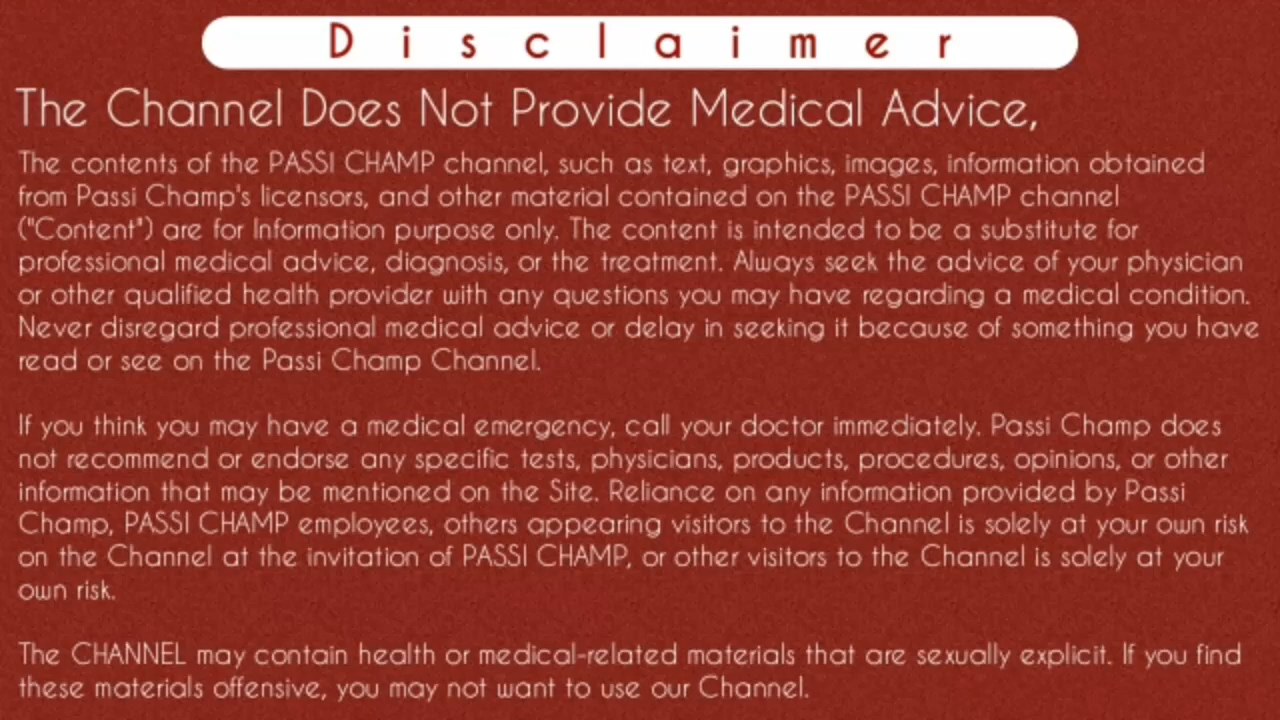 Disclaimer
The Channel Does Not Provide Medical Advice,
The contents of the PASSI CHAMP channel, such as text, graphics, images, information obtained
from Passi Champ's licensors, and other material contained on the PASSI CHAMP channel
("Content") are for Information purpose only. The content is intended to be a substitute for
professional medical advice, diagnosis, or the treatment. Always seek the advice of your physician
or other qualified health provider with any questions you may have regarding a medical condition.
Never disregard professional medical advice or delay in seeking it because of something you have
read or see on the Passi Champ Channel.
If you think you may have a medical emergency, call your doctor immediately. Passi Champ does
not recommend or endorse any specific tests, physicians, products, procedures, opinions, or other
information that may be mentioned on the Site. Reliance on any information provided by Passi
Champ, PASSI CHAMP employees, others appearing visitors to the Channel is solely at your own risk
on the Channel at the invitation of PASSI CHAMP, or other visitors to the Channel is solely at your
own risk.
The CHANNEL may contain health or medical-related materials that are sexually explicit. If you find
these materials offensive, you may not want to use our Channel.